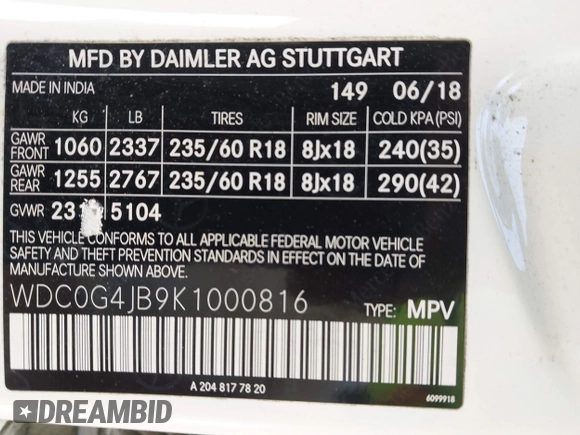 MFD BY DAIMLER AG STUTTGART
MADE IN INDIA 149 06/18
KG LB TIRES RIM SIZE COLD KPA (PSI)
GAWR FRONT 1060 2337 235/60 R18 8Jx18 240(35)
GAWR REAR 1255 2767 235/60 R18 8Jx18 290(42)
GVWR 5104
THIS VEHICLE CONFORMS TO ALL APPLICABLE FEDERAL MOTOR VEHICLE
SAFETY AND THEFT PREVENTION STANDARDS IN EFFECT ON THE DATE OF
MANUFACTURE SHOWN ABOVE.
WDC0G4JB9K1000816 TYPE: MPV
A 204 817 78 20
6099918
DREAMBID